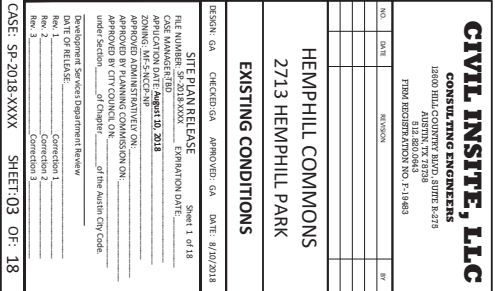 CIVIL INSITE, LLC
CONSULTING ENGINEERS
12600 HILL COUNTRY BLVD, SUITE R-275
AUSTIN, TX 78738
512.820.0643
FIRM REGISTRATION NO. F-19483
NO. DATE REVISION BY
HEMPHILL COMMONS
2713 HEMPHILL PARK
EXISTING CONDITIONS
DESIGN: GA CHECKED:GA APPROVED: GA DATE: 8/10/2018
SITE PLAN RELEASE Sheet 1 of 18
FILE NUMBER: SP-2018-XXXX EXPIRATION DATE:
CASE MANAGER:TBD
APPLICATION DATE:August 10, 2018
APPROVED ADMINISTRATIVELY ON:
APPROVED BY PLANNING COMMISSION ON:
APPROVED BY CITY COUNCIL ON:
under Section of Chapter of the Austin City Code.
ZONING: MF-5-NCCP-NP
Development Services Department Review
DATE OF RELEASE:
Rev. 1 Correction 1
Rev. 2 Correction 2
Rev. 3 Correction 3
CASE: SP-2018-XXXX SHEET:03 OF: 18